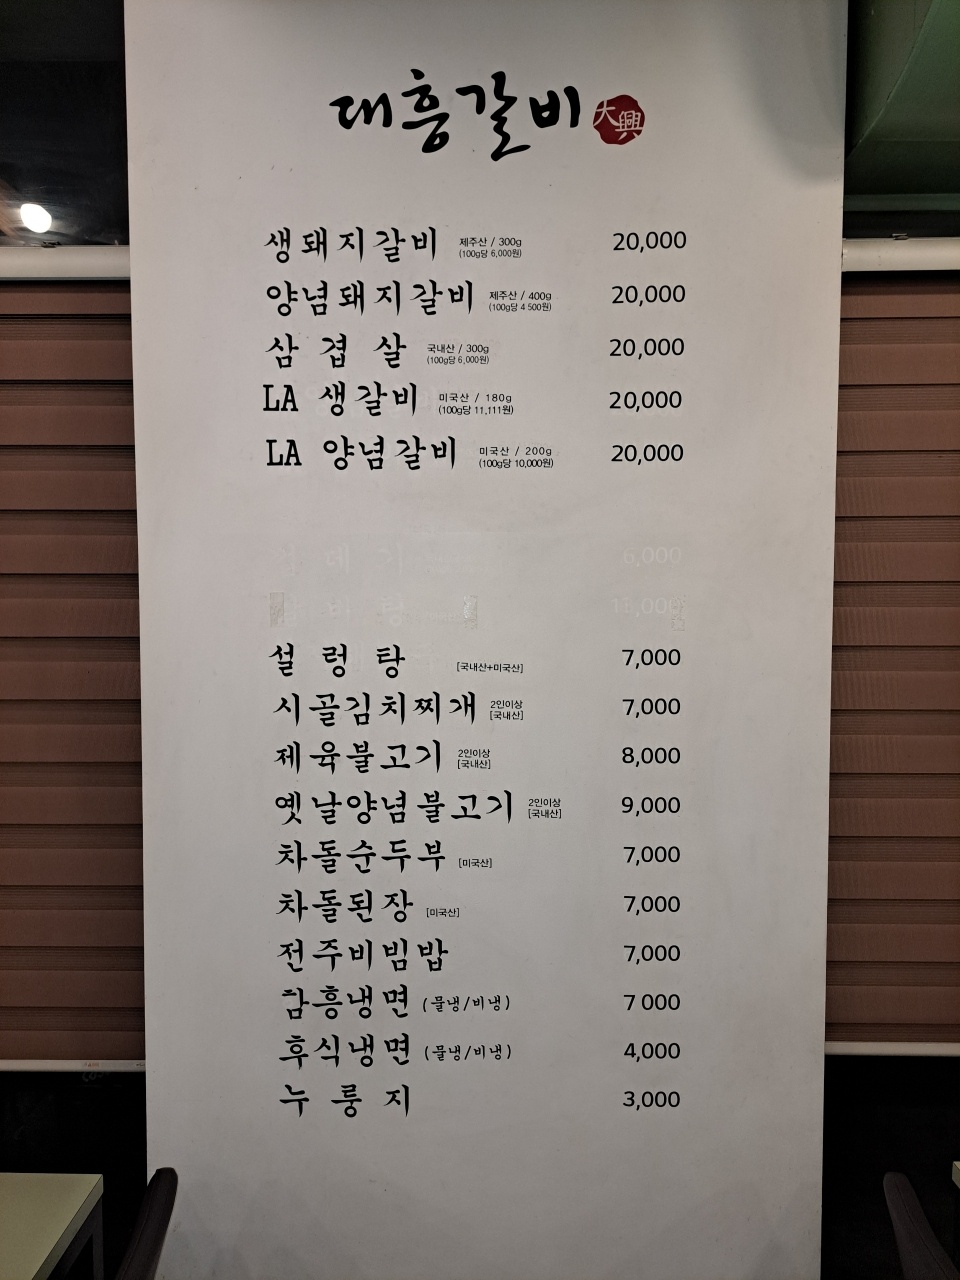 대흥갈비 大興
생돼지갈비 제주산 / 300g (100g당 6,000원) 20,000
양념돼지갈비 제주산 / 400g (100g당 4 500원) 20,000
삼겹살 국내산 / 300g (100g당 6,000원) 20,000
LA 생갈비 미국산 / 180g (100g당 11,111원) 20,000
LA 양념갈비 미국산 / 200g (100g당 10,000원) 20,000
6,000
설렁탕 [국내산+미국산] 7,000
시골김치찌개 2인이상 [국내산] 7,000
제육불고기 2인이상 [국내산] 8,000
옛날양념불고기 2인이상 [국내산] 9,000
차돌순두부 [미국산] 7,000
차돌된장 [미국산] 7,000
전주비빔밥 7,000
함흥냉면 (물냉/비냉) 7 000
후식냉면 (물냉/비냉) 4,000
누룽지 3,000